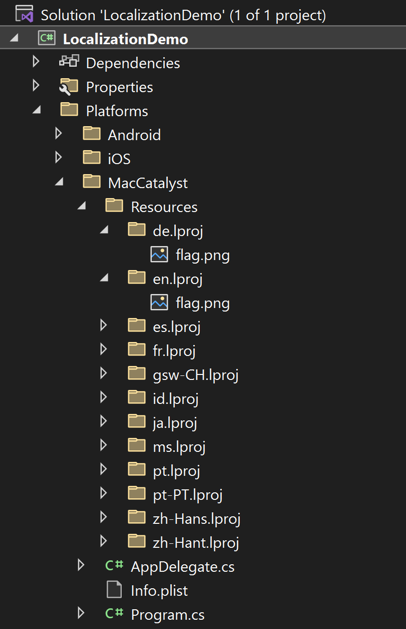 Solution 'LocalizationDemo' (1 of 1 project)
C# LocalizationDemo
Dependencies
Properties
Platforms
Android
iOS
MacCatalyst
Resources
de.lproj
flag.png
en.lproj
flag.png
es.lproj
fr.lproj
gsw-CH.lproj
id.lproj
ja.lproj
ms.lproj
pt.lproj
pt-PT.lproj
zh-Hans.lproj
zh-Hant.lproj
C# AppDelegate.cs
Info.plist
C# Program.cs